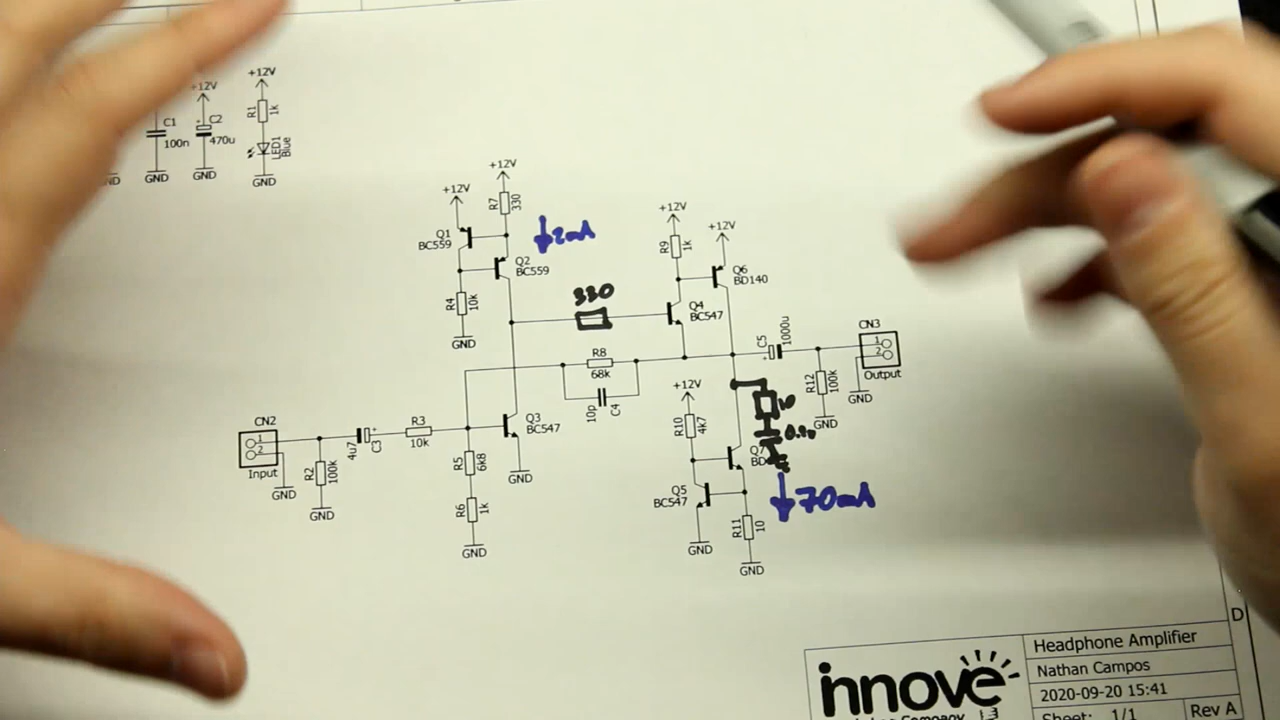 +12V
R1
1k
LED1
Blue
GND
+12V
C2
470u
GND
C1
100n
GND
+12V
R7
330
+12V
Q1
BC559
2mA
Q2
BC559
R4
10k
GND
330
+12V
R9
1k
+12V
Q6
BD140
Q4
BC547
R8
68k
10p
C4
C5
1000u
CN3
1
2
Output
R12
100k
GND
GND
10
+12V
R10
4k7
Q7
Q5
BC547
70mA
R11
10
GND
GND
CN2
1
2
Input
GND
R2
100k
GND
4u7
C3
R3
10k
Q3
BC547
GND
R5
6k8
R6
1k
GND
D
innove
Company
Headphone Amplifier
Nathan Campos
2020-09-20 15:41
Sheet: 1/1
Rev A